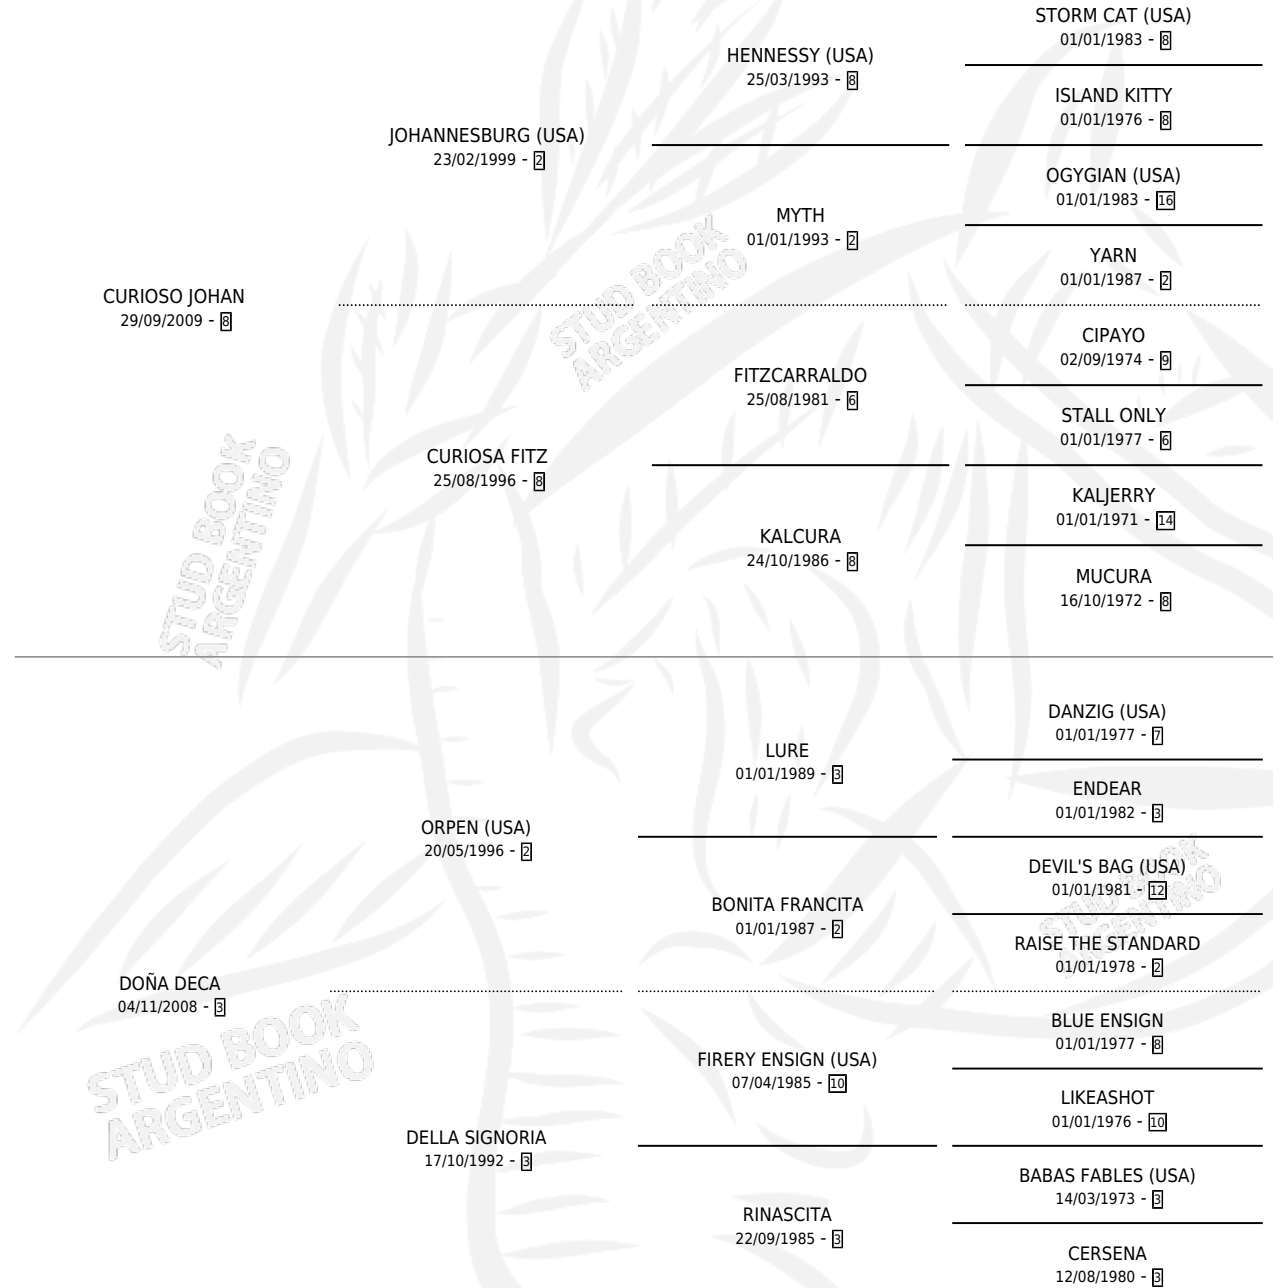 STORM CAT (USA)
01/01/1983 - 8
HENNESSY (USA)
25/03/1993 - 8
ISLAND KITTY
01/01/1976 - 8
JOHANNESBURG (USA)
23/02/1999 - 2
OGYGIAN (USA)
01/01/1983 - 16
MYTH
01/01/1993 - 2
YARN
01/01/1987 - 2
CURIOSO JOHAN
29/09/2009 - 8
CIPAYO
02/09/1974 - 9
FITZCARRALDO
25/08/1981 - 6
STALL ONLY
01/01/1977 - 6
CURIOSA FITZ
25/08/1996 - 8
KALJERRY
01/01/1971 - 14
KALCURA
24/10/1986 - 8
MUCURA
16/10/1972 - 8
DANZIG (USA)
01/01/1977 - 7
LURE
01/01/1989 - 3
ENDEAR
01/01/1982 - 3
ORPEN (USA)
20/05/1996 - 2
DEVIL'S BAG (USA)
01/01/1981 - 12
BONITA FRANCITA
01/01/1987 - 2
RAISE THE STANDARD
01/01/1978 - 2
DOÑA DECA
04/11/2008 - 3
BLUE ENSIGN
01/01/1977 - 8
FIRERY ENSIGN (USA)
07/04/1985 - 10
LIKEASHOT
01/01/1976 - 10
DELLA SIGNORIA
17/10/1992 - 3
BABAS FABLES (USA)
14/03/1973 - 3
RINASCITA
22/09/1985 - 3
CERSENA
12/08/1980 - 3
STUD BOOK
ARGENTINO
STUD BOOK
ARGENTINO
STUD BOOK
ARGENTINO
STUD BOOK
ARGENTINO